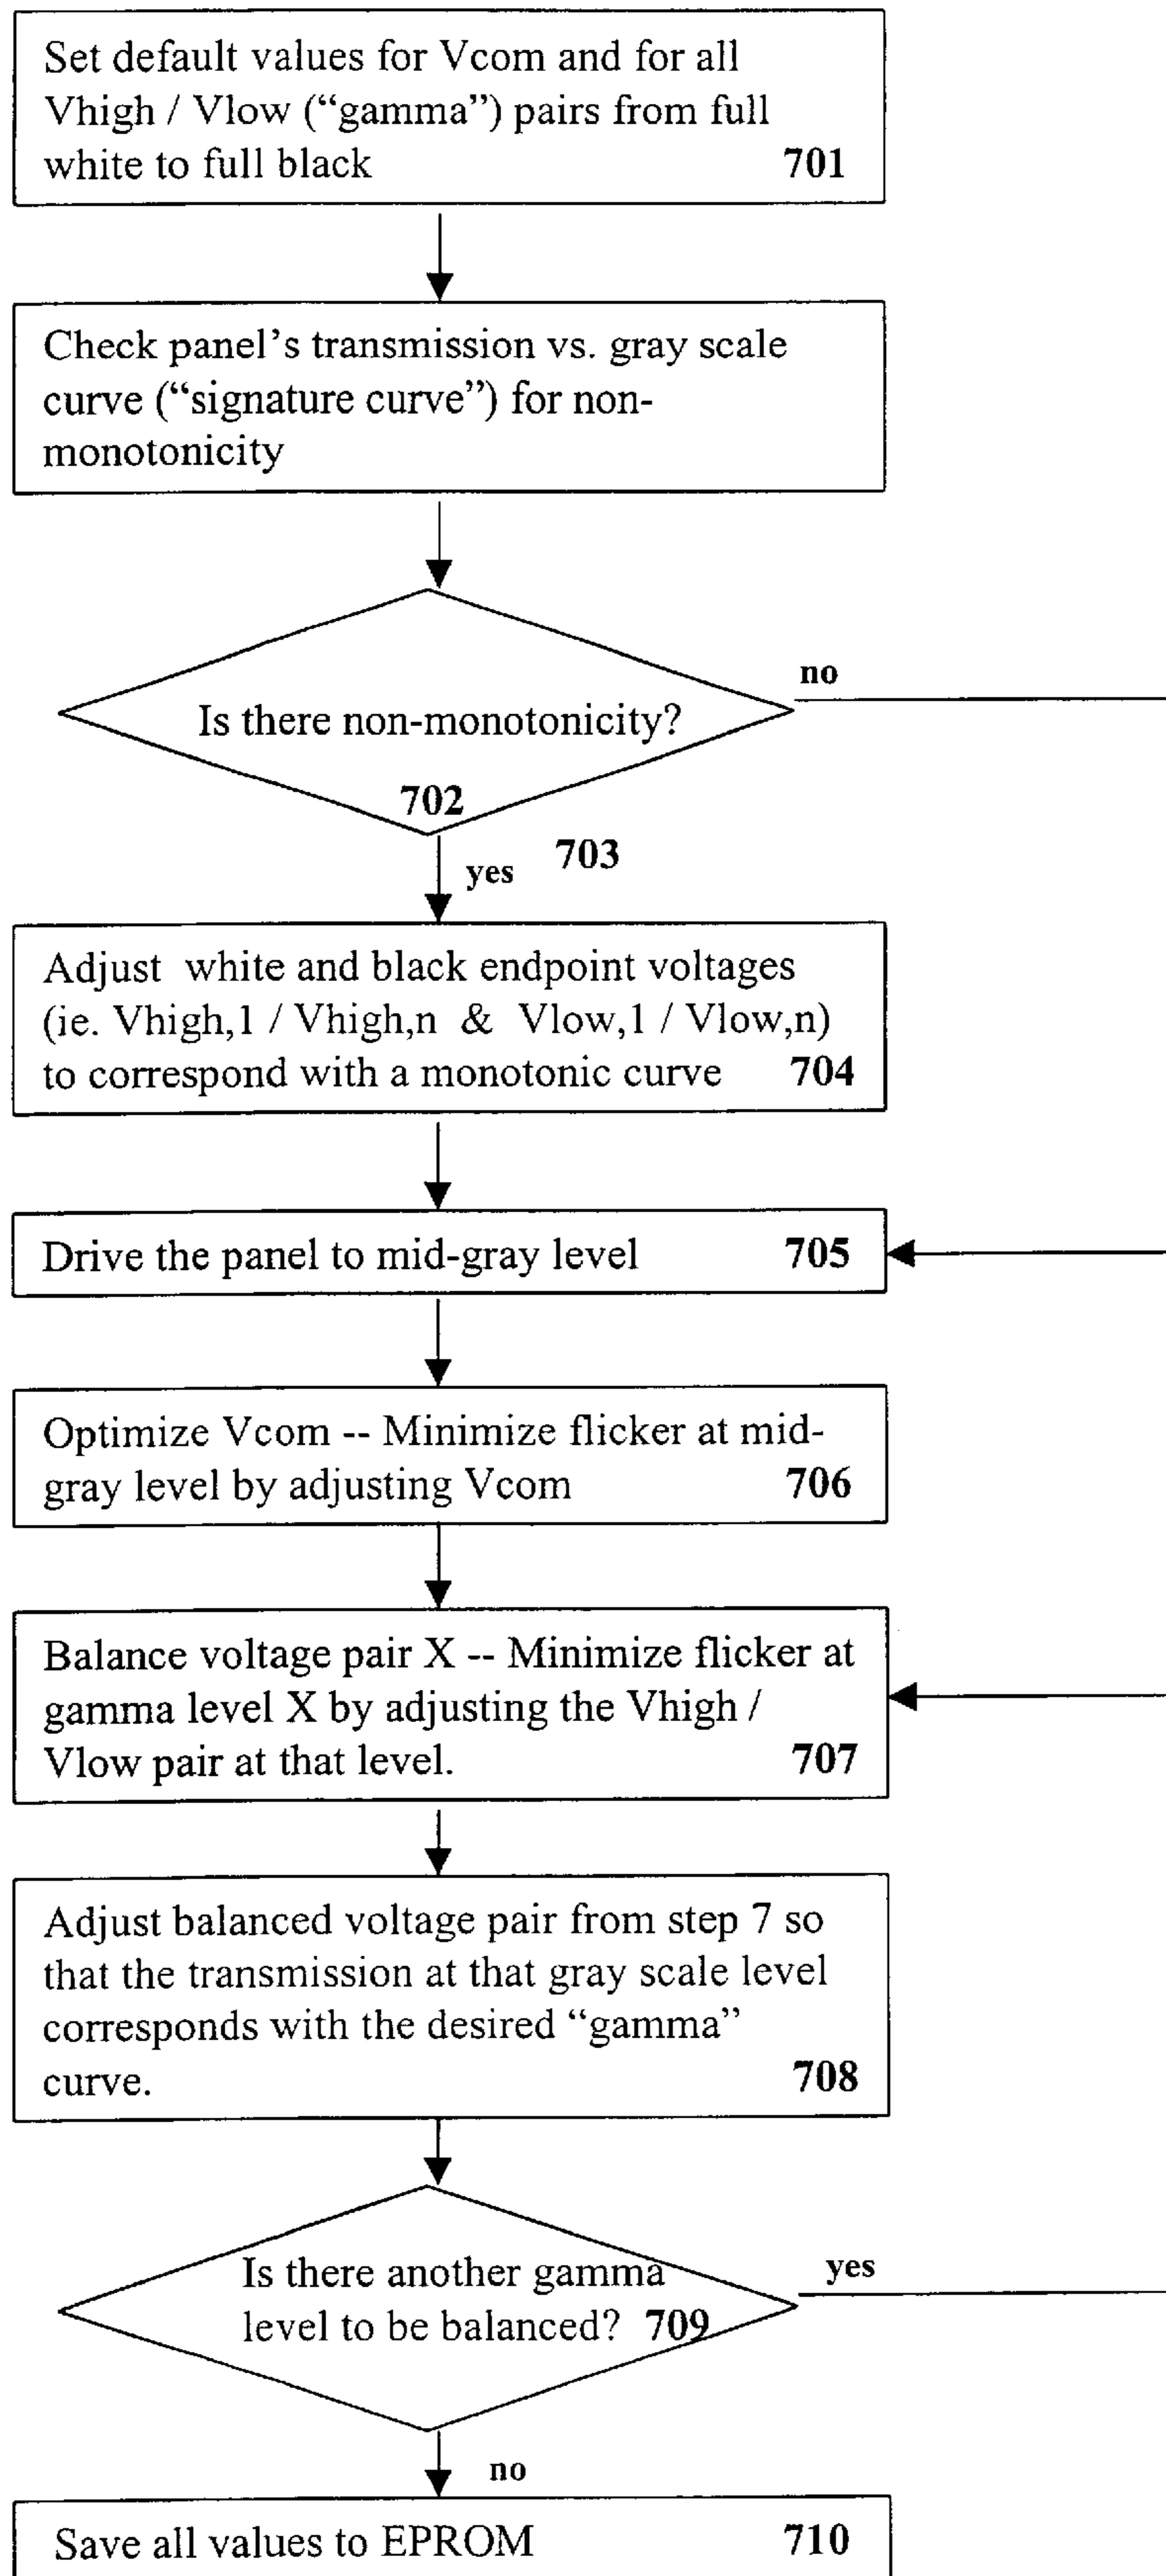 Set default values for Vcom and for all
Vhigh / Vlow (“gamma”) pairs from full
white to full black 701
Check panel’s transmission vs. gray scale
curve (“signature curve”) for non-
monotonicity
no
Is there non-monotonicity?
702
703
yes
Adjust white and black endpoint voltages
(ie. Vhigh,1 / Vhigh,n & Vlow,1 / Vlow,n)
to correspond with a monotonic curve 704
Drive the panel to mid-gray level 705
Optimize Vcom -- Minimize flicker at mid-
gray level by adjusting Vcom 706
Balance voltage pair X -- Minimize flicker at
gamma level X by adjusting the Vhigh /
Vlow pair at that level. 707
Adjust balanced voltage pair from step 7 so
that the transmission at that gray scale level
corresponds with the desired “gamma”
curve. 708
Is there another gamma
yes
level to be balanced? 709
no
Save all values to EPROM 710